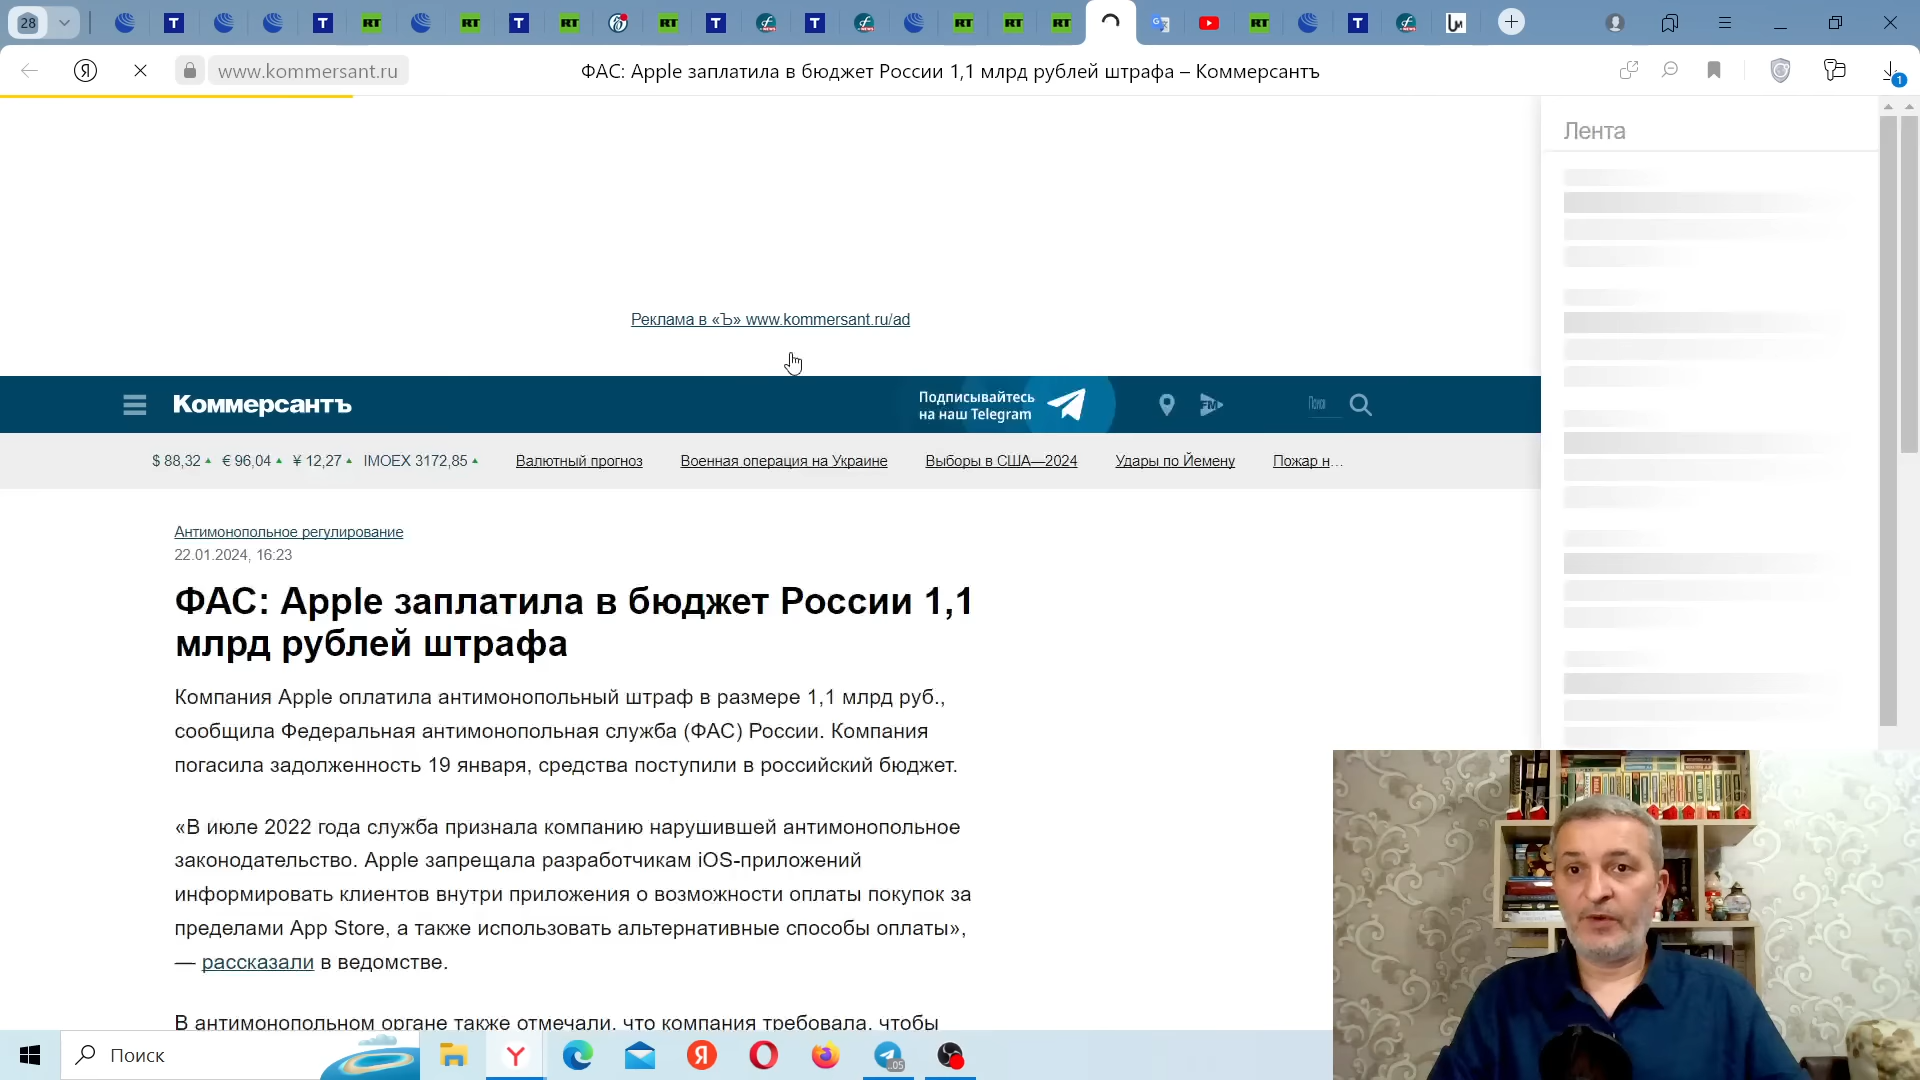 28
www.kommersant.ru
ФАС: Apple заплатила в бюджет России 1,1 млрд рублей штрафа – Коммерсантъ
1
Лента
Реклама в «Ъ» www.kommersant.ru/ad
Коммерсантъ
Подписывайтесь
на наш Telegram
FM
Поиск
$ 88,32 € 96,04 ¥ 12,27 IMOEX 3172,85 Валютный прогноз Военная операция на Украине Выборы в США—2024 Удары по Йемену Пожар н…
Антимонопольное регулирование
22.01.2024, 16:23
ФАС: Apple заплатила в бюджет России 1,1
млрд рублей штрафа
Компания Apple оплатила антимонопольный штраф в размере 1,1 млрд руб.,
сообщила Федеральная антимонопольная служба (ФАС) России. Компания
погасила задолженность 19 января, средства поступили в российский бюджет.
«В июле 2022 года служба признала компанию нарушившей антимонопольное
законодательство. Apple запрещала разработчикам iOS-приложений
информировать клиентов внутри приложения о возможности оплаты покупок за
пределами App Store, а также использовать альтернативные способы оплаты»,
— рассказали в ведомстве.
В антимонопольном органе также отмечали, что компания требовала, чтобы
Поиск